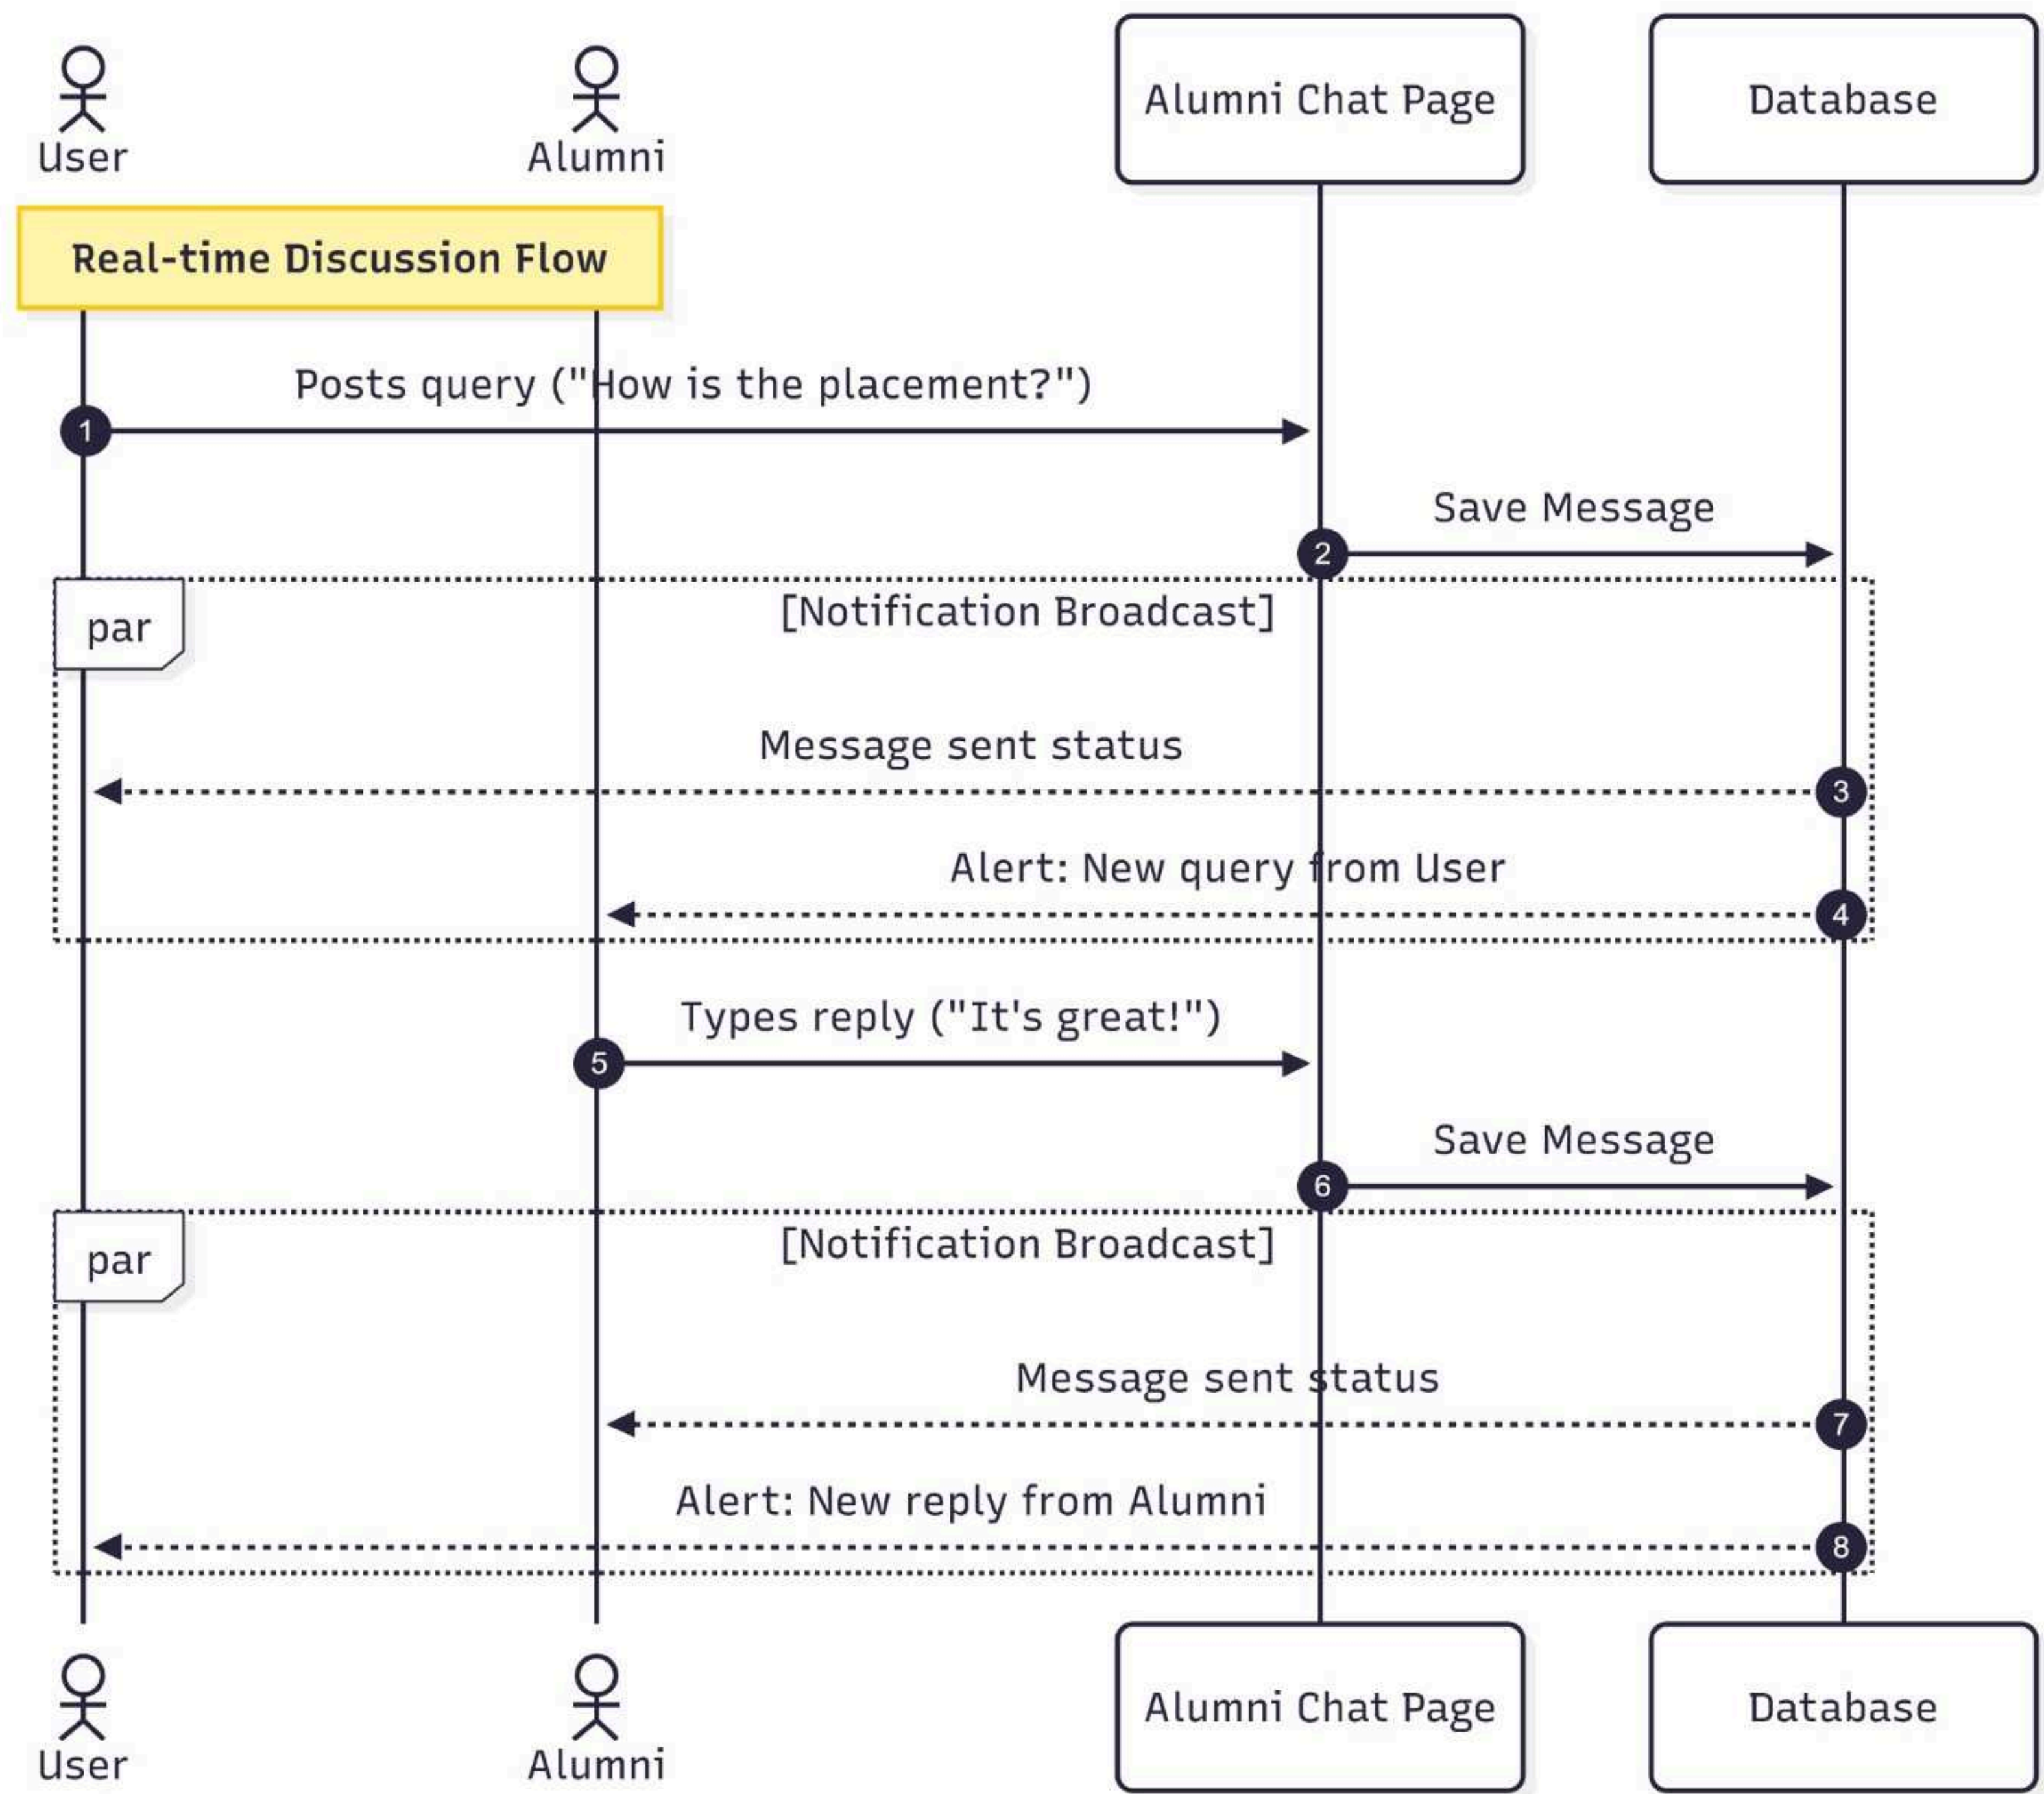 User
Alumni
Alumni Chat Page
Database
Real-time Discussion Flow
Posts query ("How is the placement?")
1
Save Message
2
par
[Notification Broadcast]
Message sent status
3
Alert: New query from User
4
Types reply ("It's great!")
5
Save Message
6
par
[Notification Broadcast]
Message sent status
7
Alert: New reply from Alumni
8
User
Alumni
Alumni Chat Page
Database